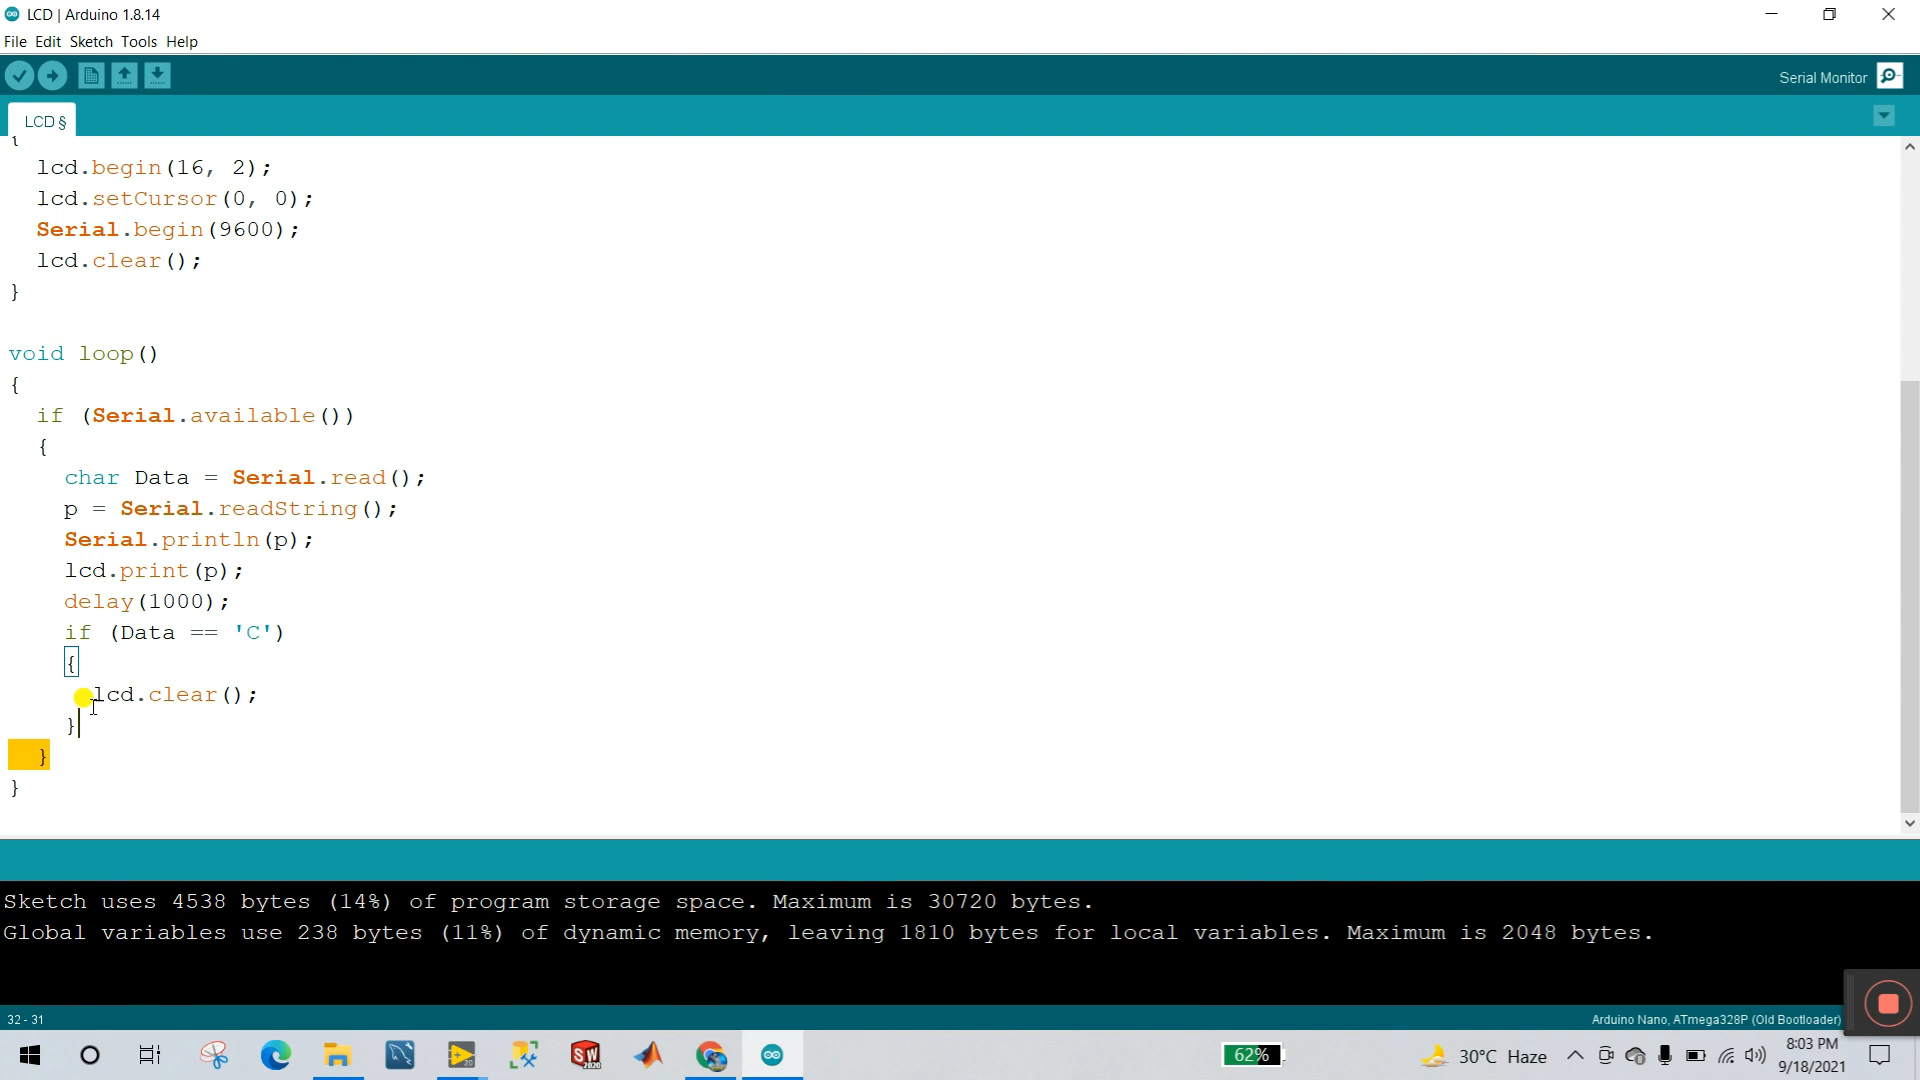 LCD | Arduino 1.8.14
File Edit Sketch Tools Help
Serial Monitor
LCD §
{
  lcd.begin(16, 2);
  lcd.setCursor(0, 0);
  Serial.begin(9600);
  lcd.clear();
}
void loop()
{
  if (Serial.available())
  {
    char Data = Serial.read();
    p = Serial.readString();
    Serial.println(p);
    lcd.print(p);
    delay(1000);
    if (Data == 'C')
    {
      lcd.clear();
    }
  }
}
Sketch uses 4538 bytes (14%) of program storage space. Maximum is 30720 bytes.
Global variables use 238 bytes (11%) of dynamic memory, leaving 1810 bytes for local variables. Maximum is 2048 bytes.
32 - 31
Arduino Nano, ATmega328P (Old Bootloader)
62%
30°C Haze
8:03 PM
9/18/2021